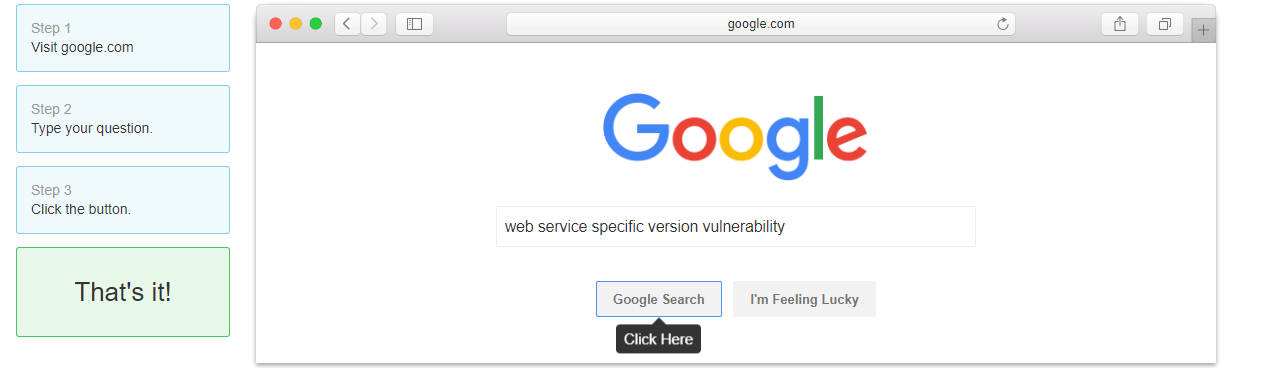 Step 1
Visit google.com
Step 2
Type your question.
Step 3
Click the button.
That's it!
google.com
Google
web service specific version vulnerability
Google Search
I'm Feeling Lucky
Click Here